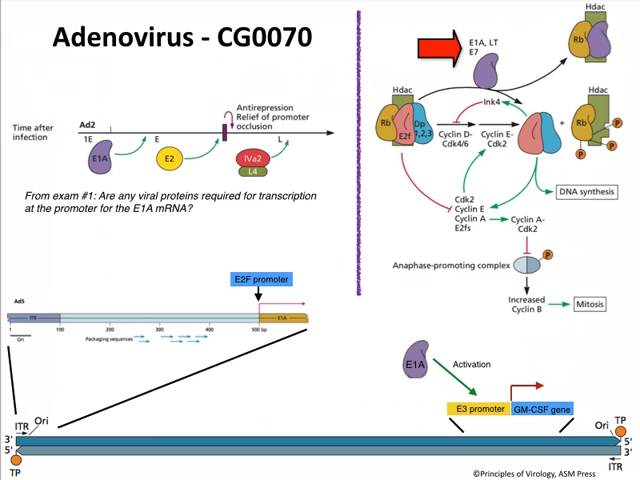 Adenovirus - CG0070
Time after
infection
Ad2
1E
E
L
Antirepression
Relief of promoter
occlusion
E1A
E2
IVa2
L4
From exam #1: Are any viral proteins required for transcription
at the promoter for the E1A mRNA?
E1A, LT
E7
Hdac
Rb
Hdac
Rb
E2f
Dp
1,2,3
Ink4
Cyclin D-
Cdk4/6
Cyclin E-
Cdk2
+
Hdac
Rb
P
P
P
DNA synthesis
Cdk2
Cyclin E
Cyclin A
E2fs
Cyclin A-
Cdk2
P
Anaphase-promoting complex
Increased
Cyclin B
Mitosis
E2F promoter
Ad5
ITR
E1A
1
100
200
300
400
500 bp
Ori
Packaging sequences
E1A
Activation
E3 promoter
GM-CSF gene
ITR
Ori
3'
5'
TP
Ori
TP
5'
3'
ITR
©Principles of Virology, ASM Press